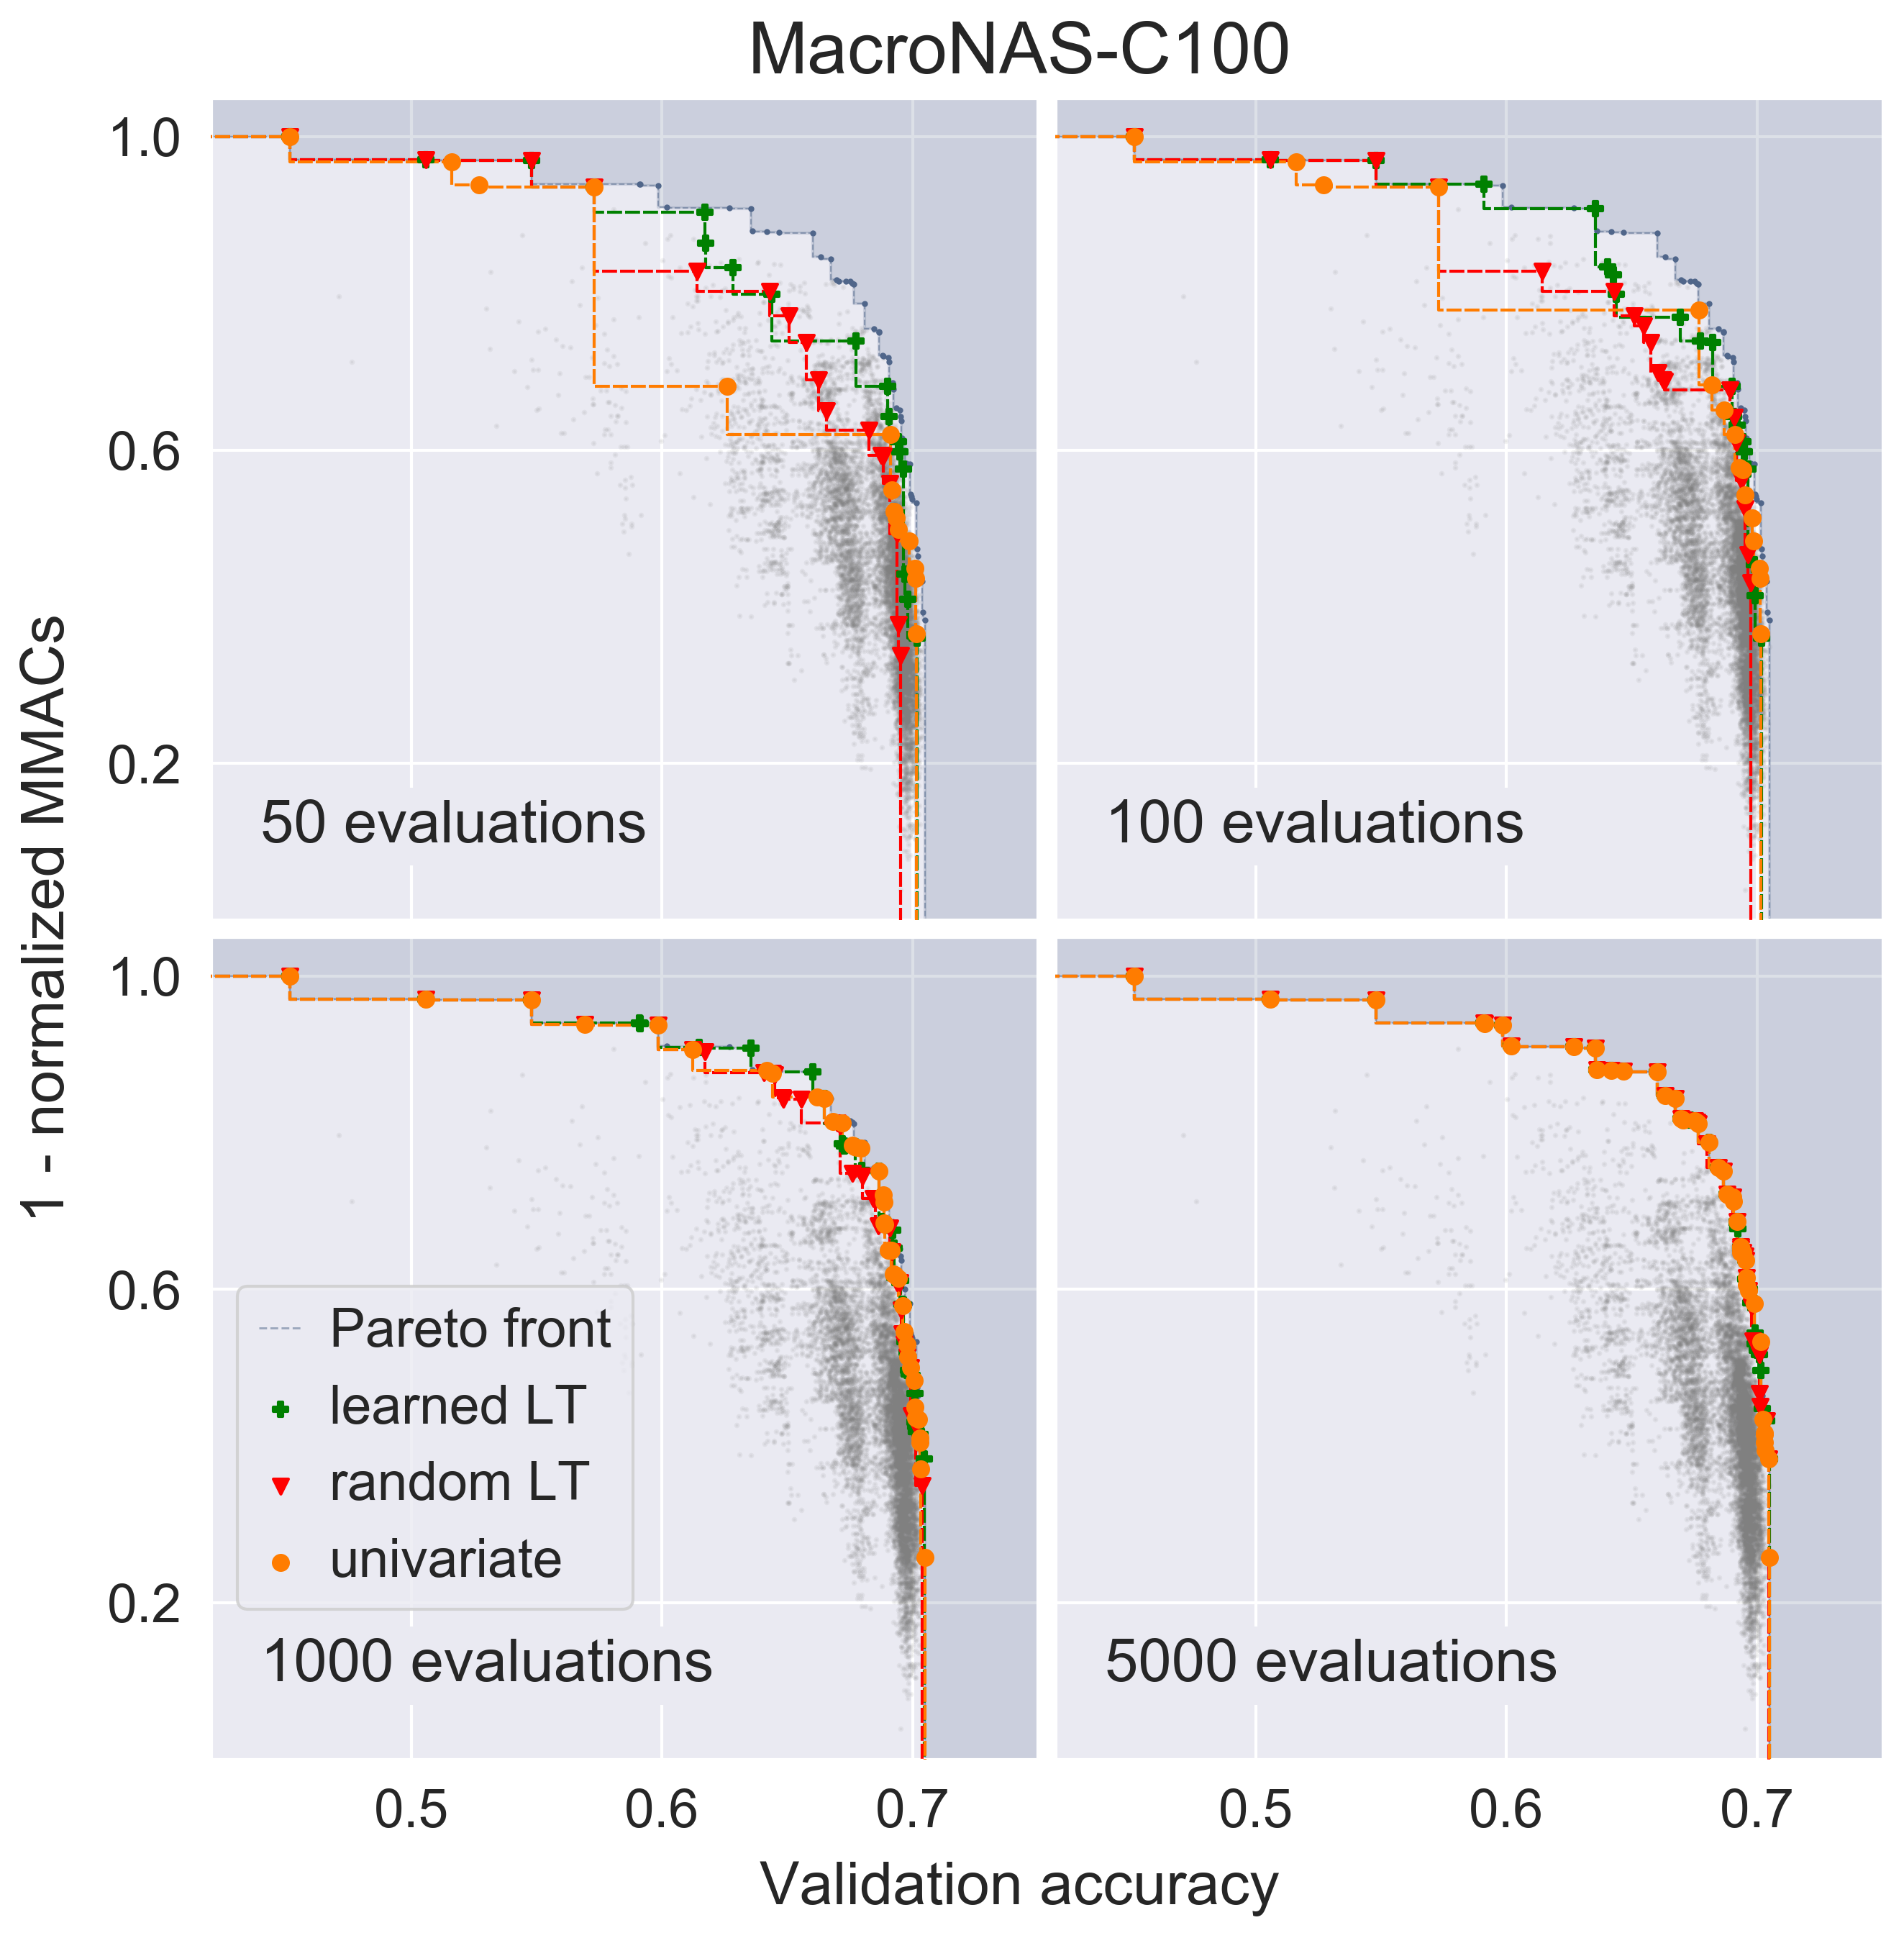 MacroNAS-C100
1 - normalized MMACs
1.0
0.6
0.2
50 evaluations
100 evaluations
1.0
0.6
0.2
Pareto front
learned LT
random LT
univariate
1000 evaluations
5000 evaluations
0.5 0.6 0.7
0.5 0.6 0.7
Validation accuracy